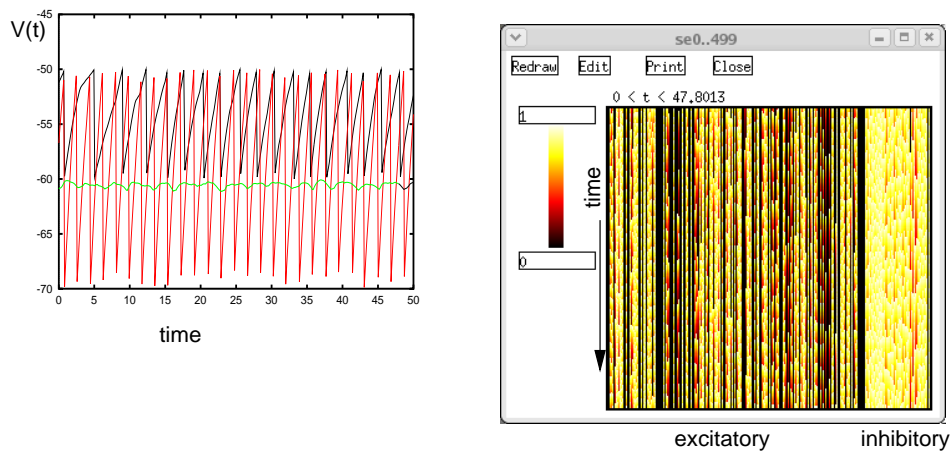 V(t)
-45
-50
-55
-60
-65
-70
0 5 10 15 20 25 30 35 40 45 50
time
se0..499
Redraw Edit Print Close
0 < t < 47.8013
1
0
time
excitatory inhibitory